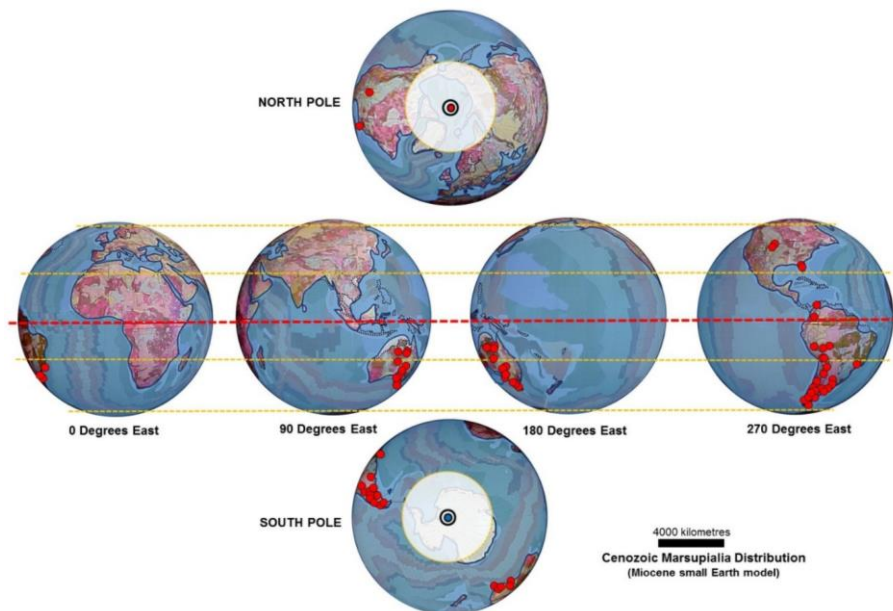 NORTH POLE
0 Degrees East
90 Degrees East
180 Degrees East
270 Degrees East
SOUTH POLE
4000 kilometres
Cenozoic Marsupialia Distribution
(Miocene small Earth model)